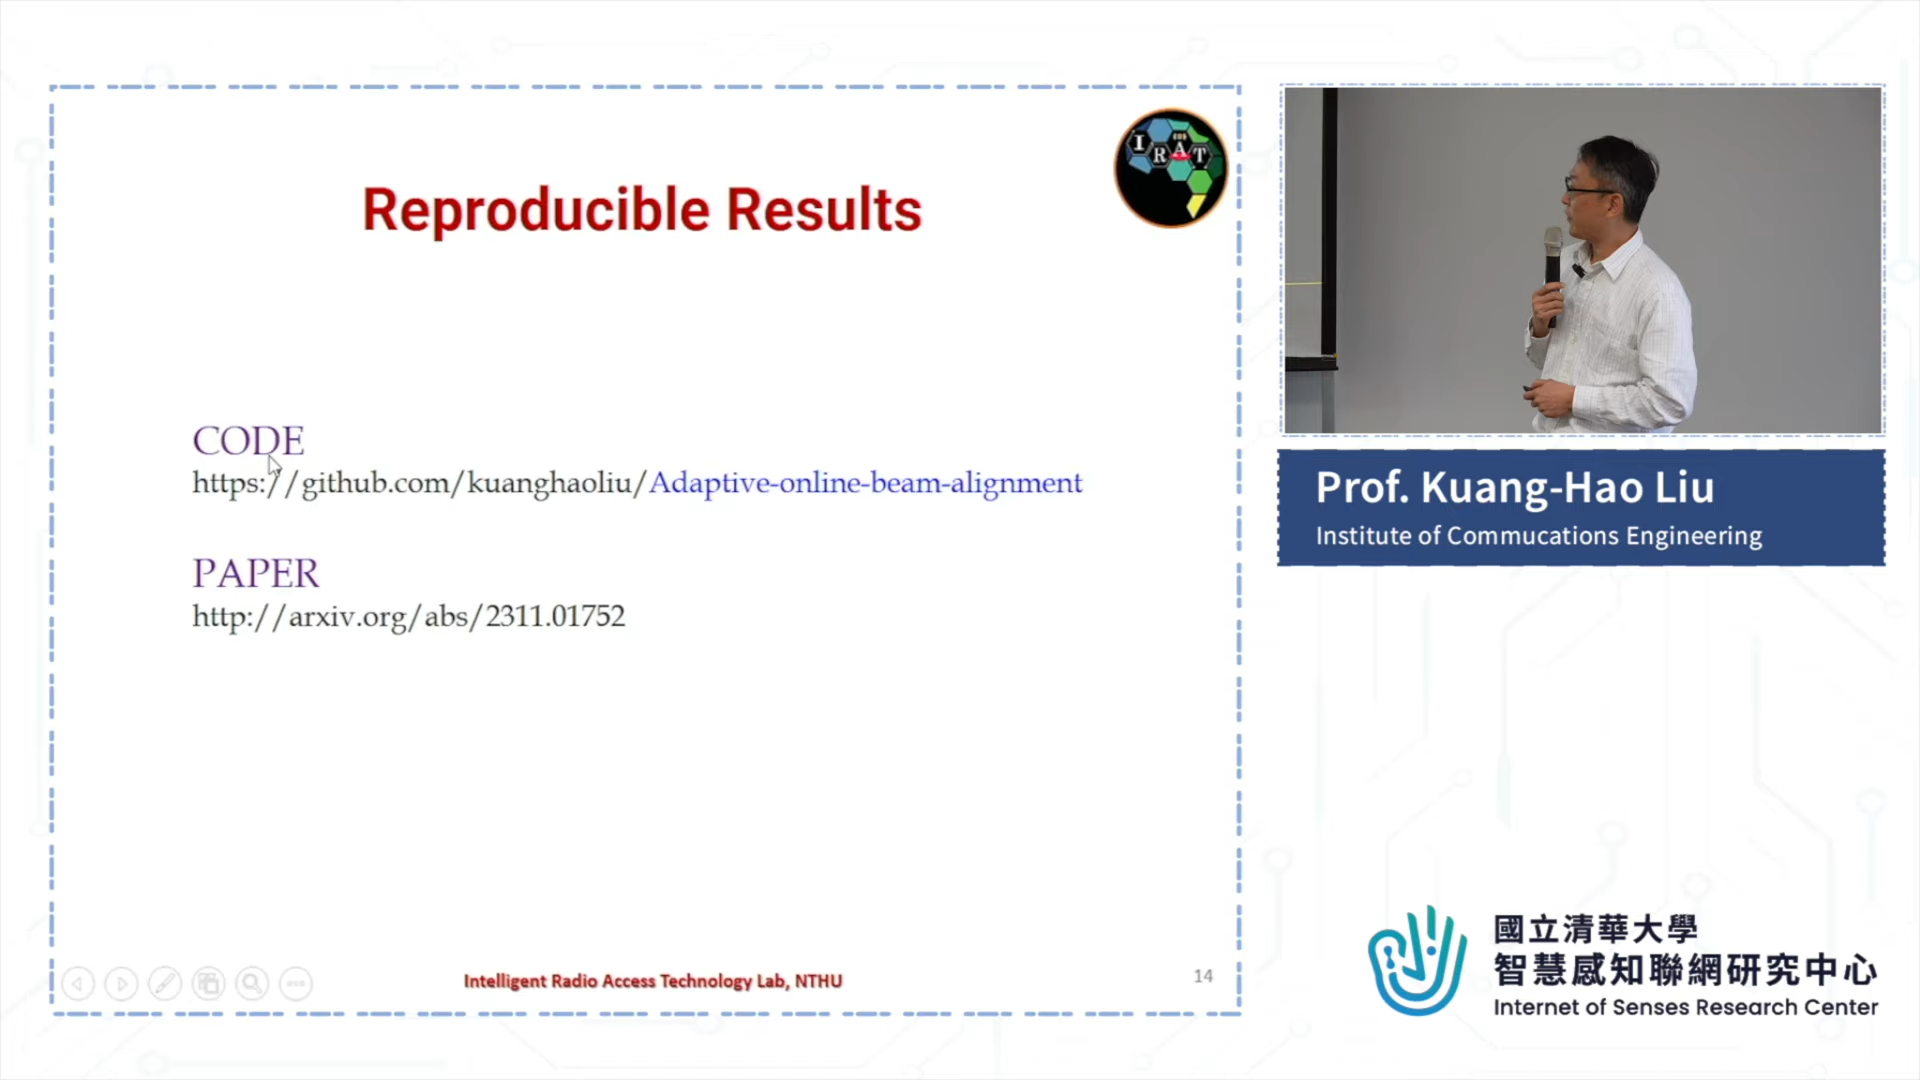 IRAT
Reproducible Results
CODE
https://github.com/kuanghaoliu/Adaptive-online-beam-alignment
PAPER
http://arxiv.org/abs/2311.01752
Intelligent Radio Access Technology Lab, NTHU
14
Prof. Kuang-Hao Liu
Institute of Commucations Engineering
國立清華大學
智慧感知聯網研究中心
Internet of Senses Research Center